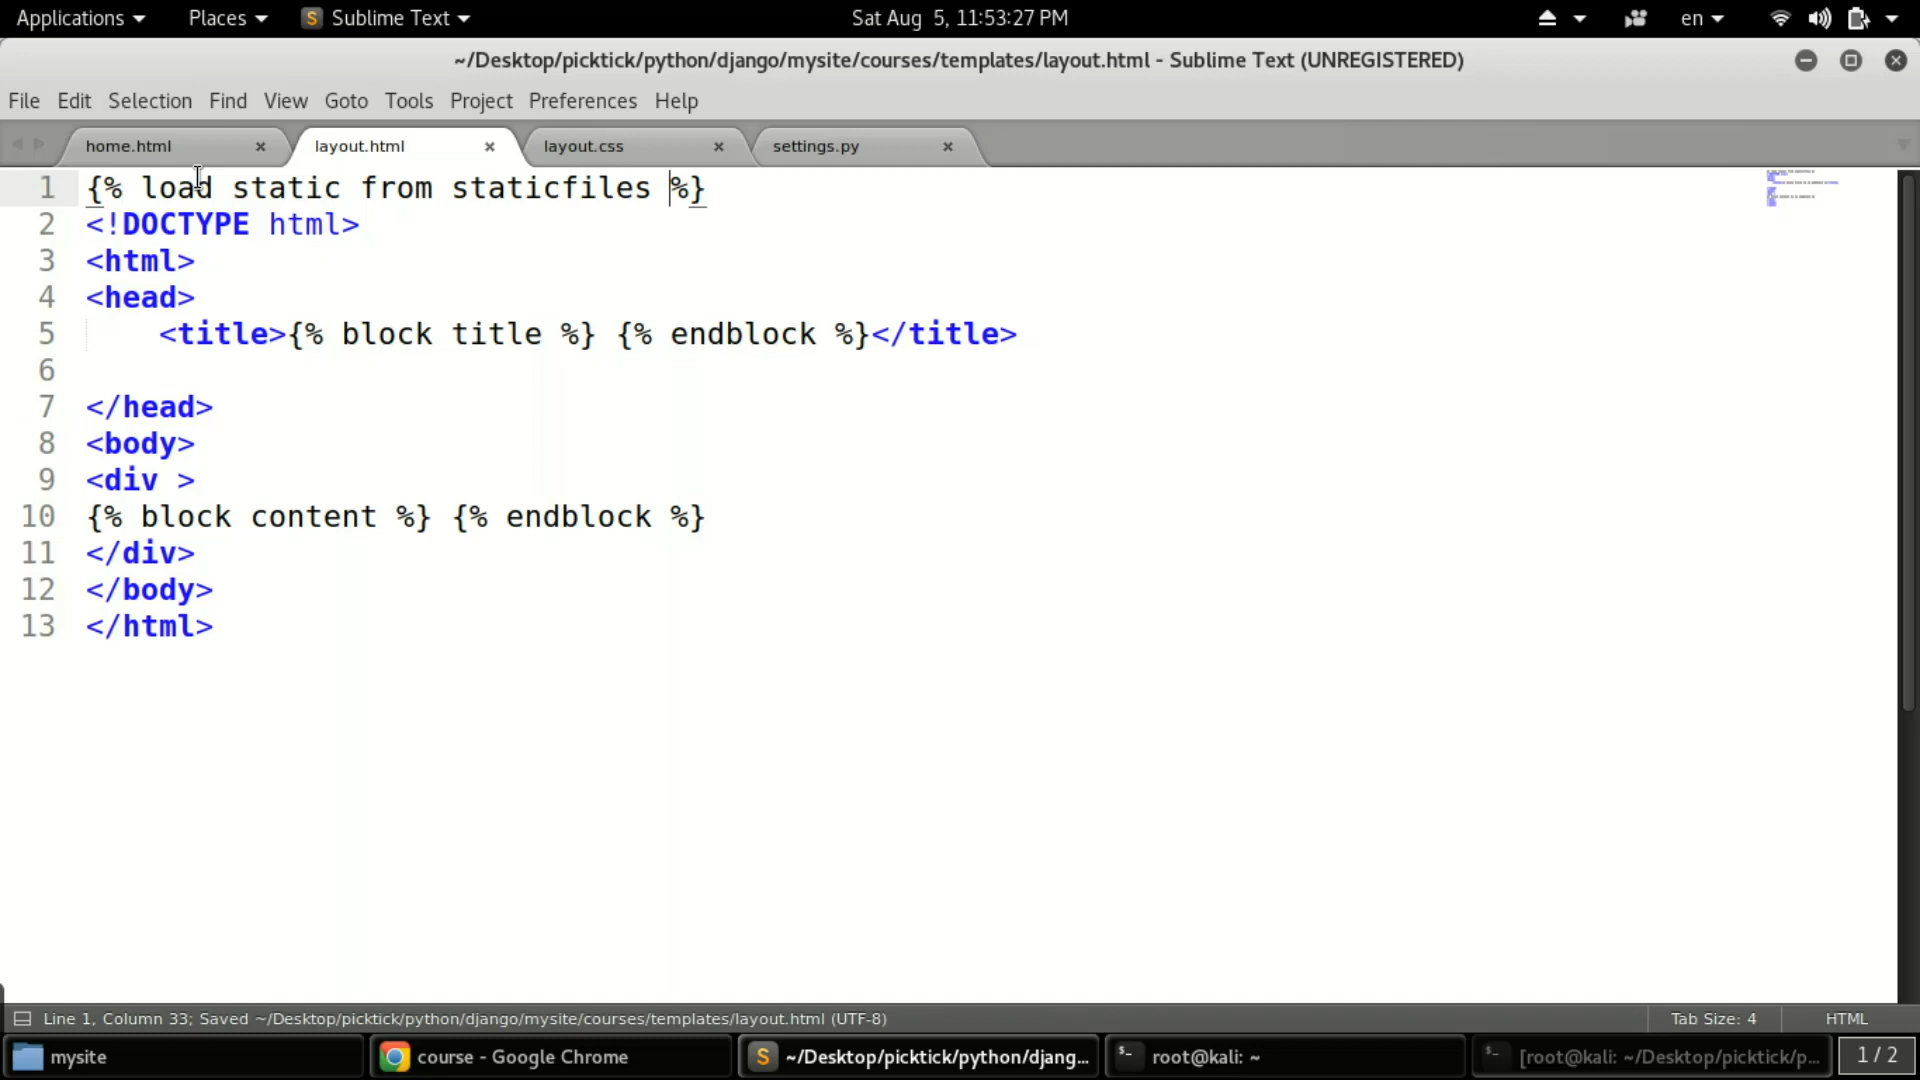 Applications Places Sublime Text Sat Aug 5, 11:53:27 PM en
~/Desktop/picktick/python/django/mysite/courses/templates/layout.html - Sublime Text (UNREGISTERED)
File Edit Selection Find View Goto Tools Project Preferences Help
home.html layout.html layout.css settings.py
1 {% load static from staticfiles %}
2 <!DOCTYPE html>
3 <html>
4 <head>
5 <title>{% block title %} {% endblock %}</title>
6
7 </head>
8 <body>
9 <div >
10 {% block content %} {% endblock %}
11 </div>
12 </body>
13 </html>
Line 1, Column 33; Saved ~/Desktop/picktick/python/django/mysite/courses/templates/layout.html (UTF-8) Tab Size: 4 HTML
mysite course - Google Chrome ~/Desktop/picktick/python/djang... root@kali: ~ [root@kali: ~/Desktop/picktick/p... 1 / 2